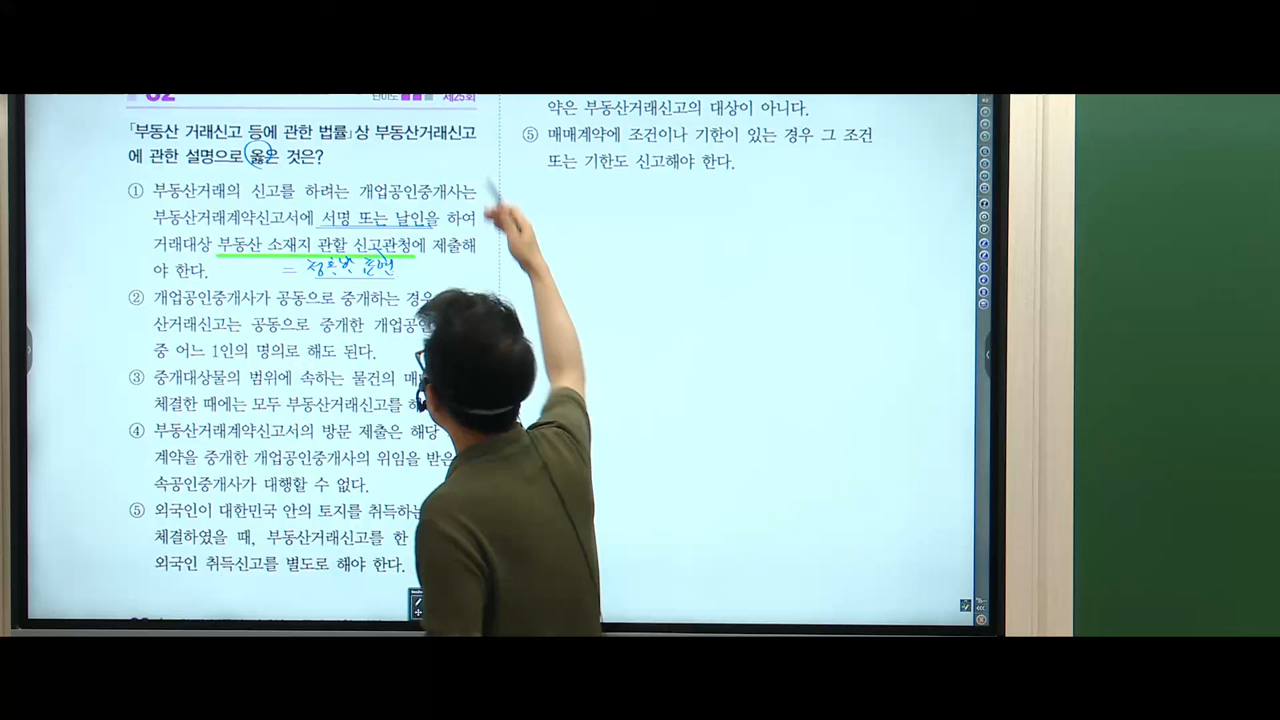 제25회
「부동산 거래신고 등에 관한 법률」상 부동산거래신고
에 관한 설명으로 옳은 것은?
① 부동산거래의 신고를 하려는 개업공인중개사는
부동산거래계약신고서에 서명 또는 날인을 하여
거래대상 부동산 소재지 관할 신고관청에 제출해
야 한다.
② 개업공인중개사가 공동으로 중개하는 경우
산거래신고는 공동으로 중개한
중 어느 1인의 명의로 해도 된다.
③ 중개대상물의 범위에 속하는 물건의
체결한 때에는 모두 부동산거래신고를
④ 부동산거래계약신고서의 방문 제출은 해당
계약을 중개한 개업공인중개사의 위임을 받은
속공인중개사가 대행할 수 없다.
⑤ 외국인이 대한민국 안의 토지를 취득하는
체결하였을 때, 부동산거래신고를 한
외국인 취득신고를 별도로 해야 한다.
약은 부동산거래신고의 대상이 아니다.
⑤ 매매계약에 조건이나 기한이 있는 경우 그 조건
또는 기한도 신고해야 한다.